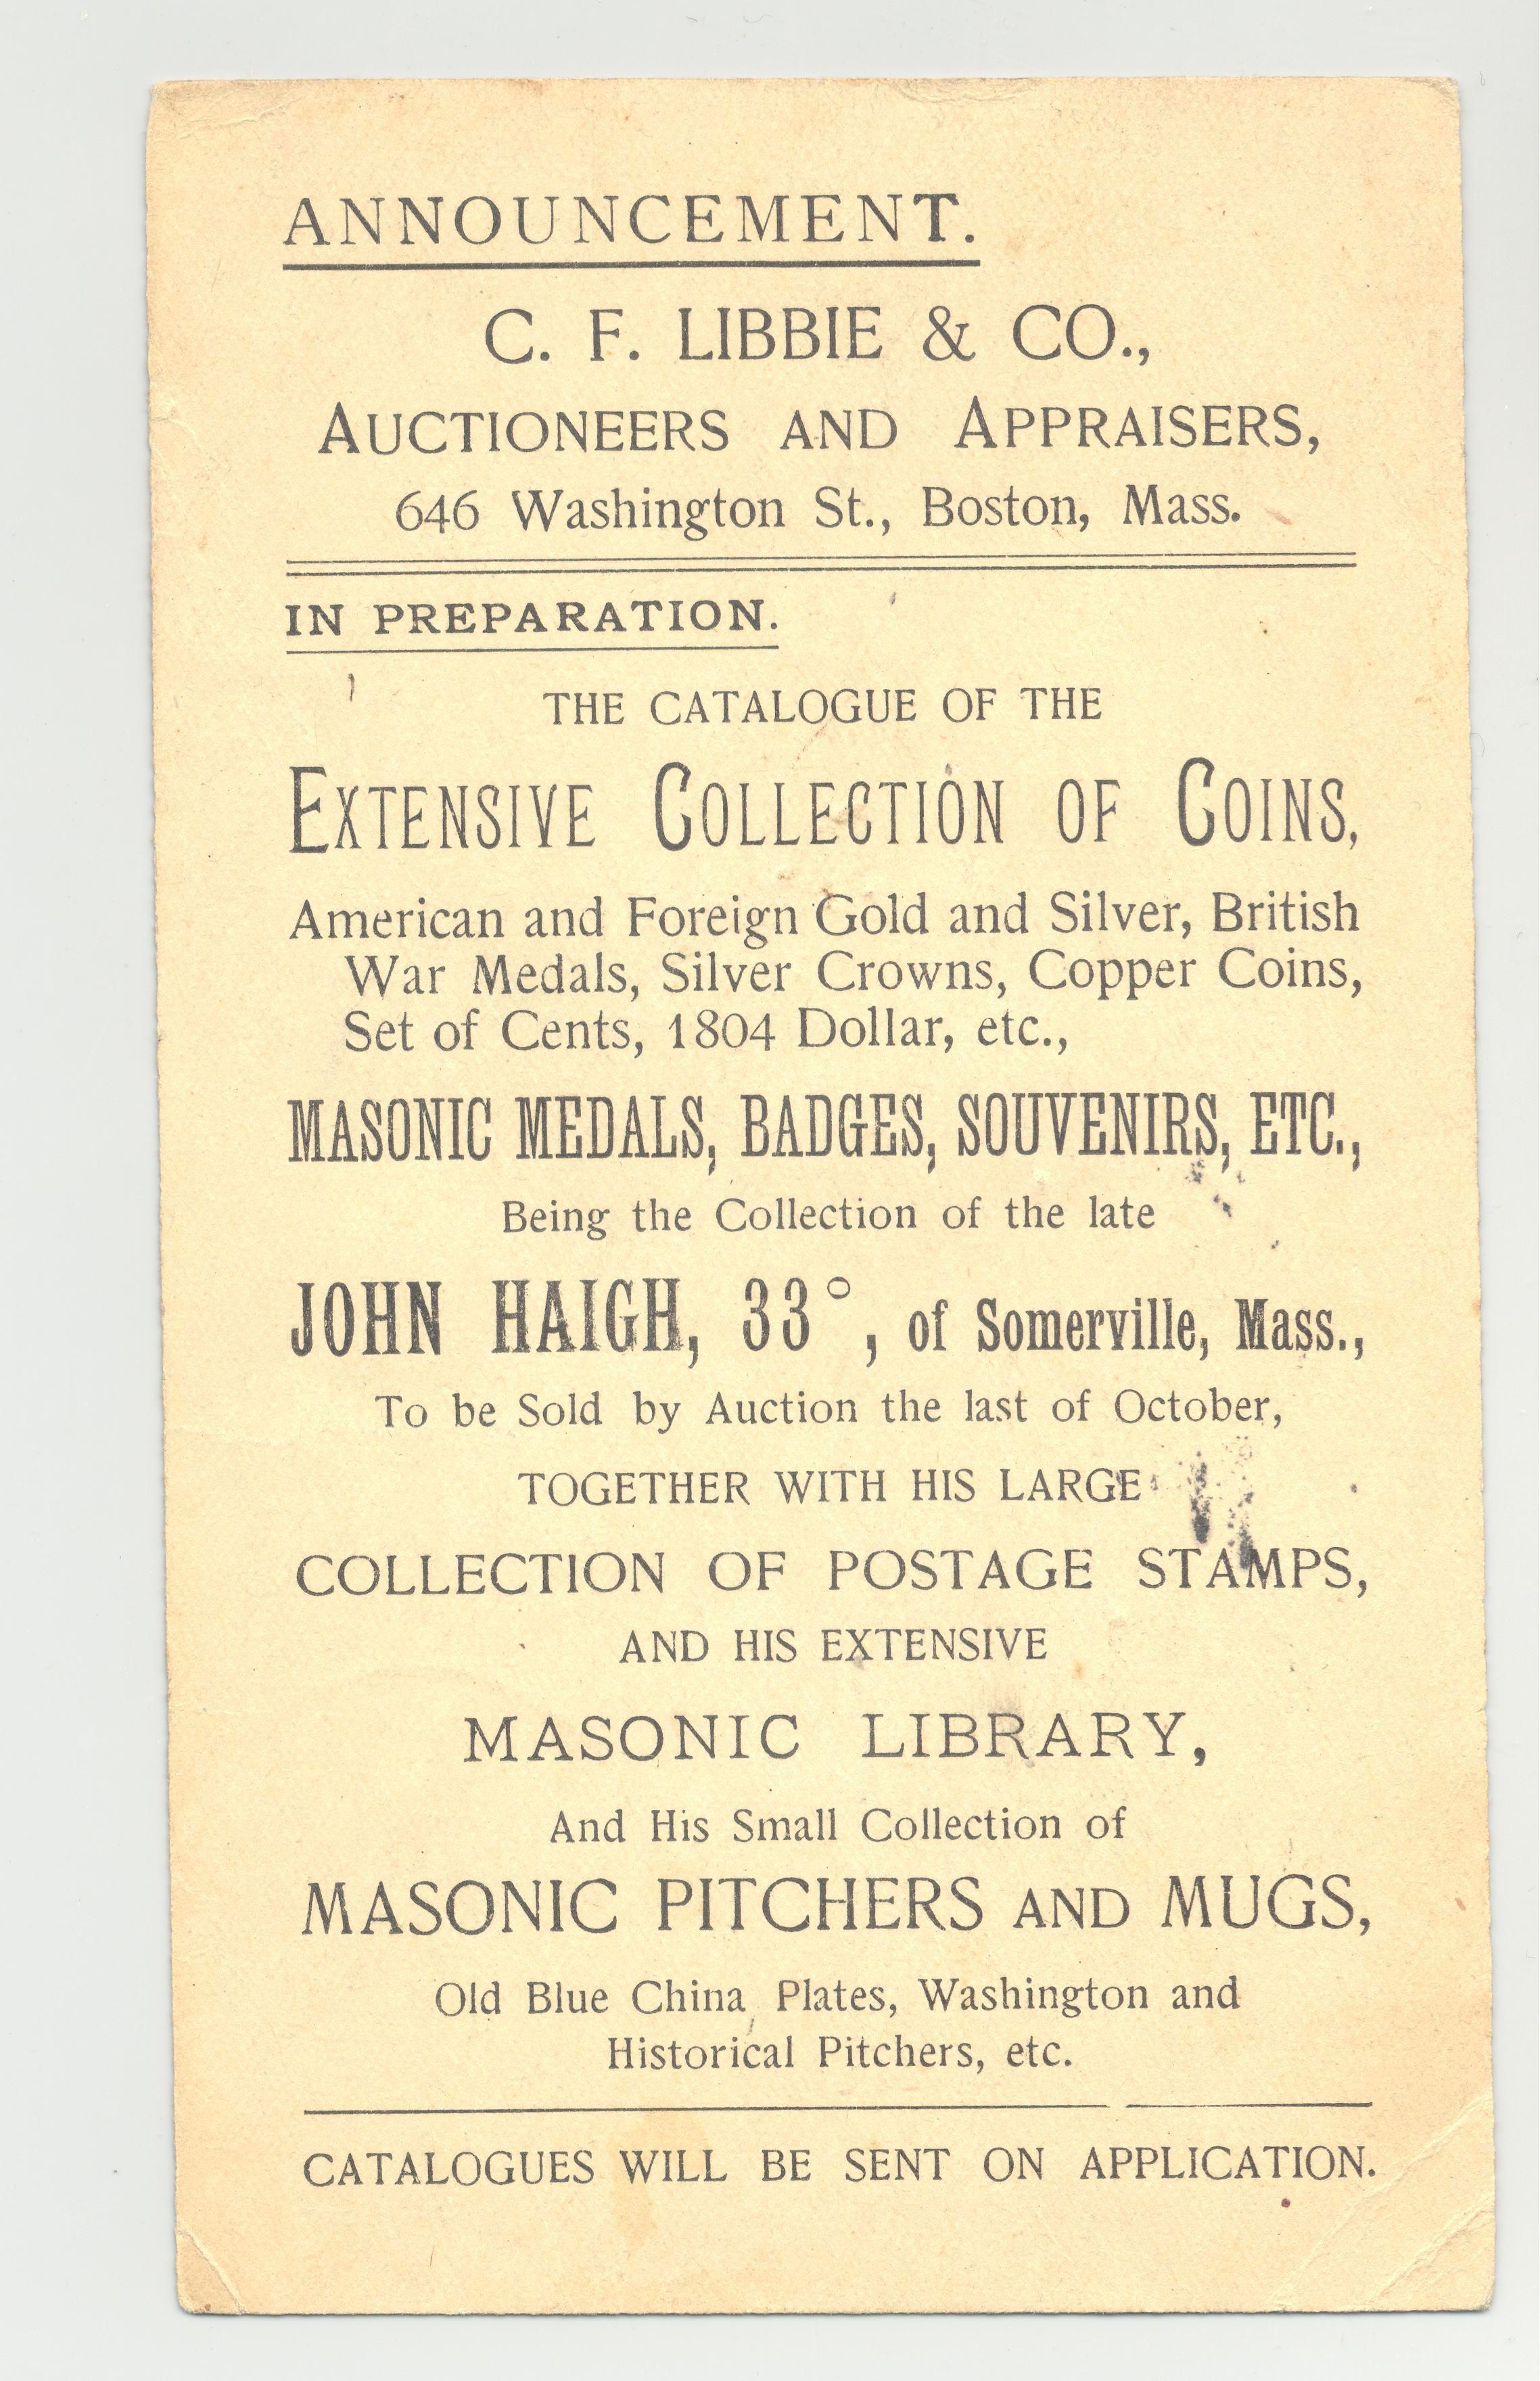 ANNOUNCEMENT.
C. F. LIBBIE & CO.,
AUCTIONEERS AND APPRAISERS,
646 Washington St., Boston, Mass.
IN PREPARATION.
THE CATALOGUE OF THE
EXTENSIVE COLLECTION OF COINS,
American and Foreign Gold and Silver, British
War Medals, Silver Crowns, Copper Coins,
Set of Cents, 1804 Dollar, etc.,
MASONIC MEDALS, BADGES, SOUVENIRS, ETC.,
Being the Collection of the late
JOHN HAIGH, 33°, of Somerville, Mass.,
To be Sold by Auction the last of October,
TOGETHER WITH HIS LARGE
COLLECTION OF POSTAGE STAMPS,
AND HIS EXTENSIVE
MASONIC LIBRARY,
And His Small Collection of
MASONIC PITCHERS AND MUGS,
Old Blue China Plates, Washington and
Historical Pitchers, etc.
CATALOGUES WILL BE SENT ON APPLICATION.